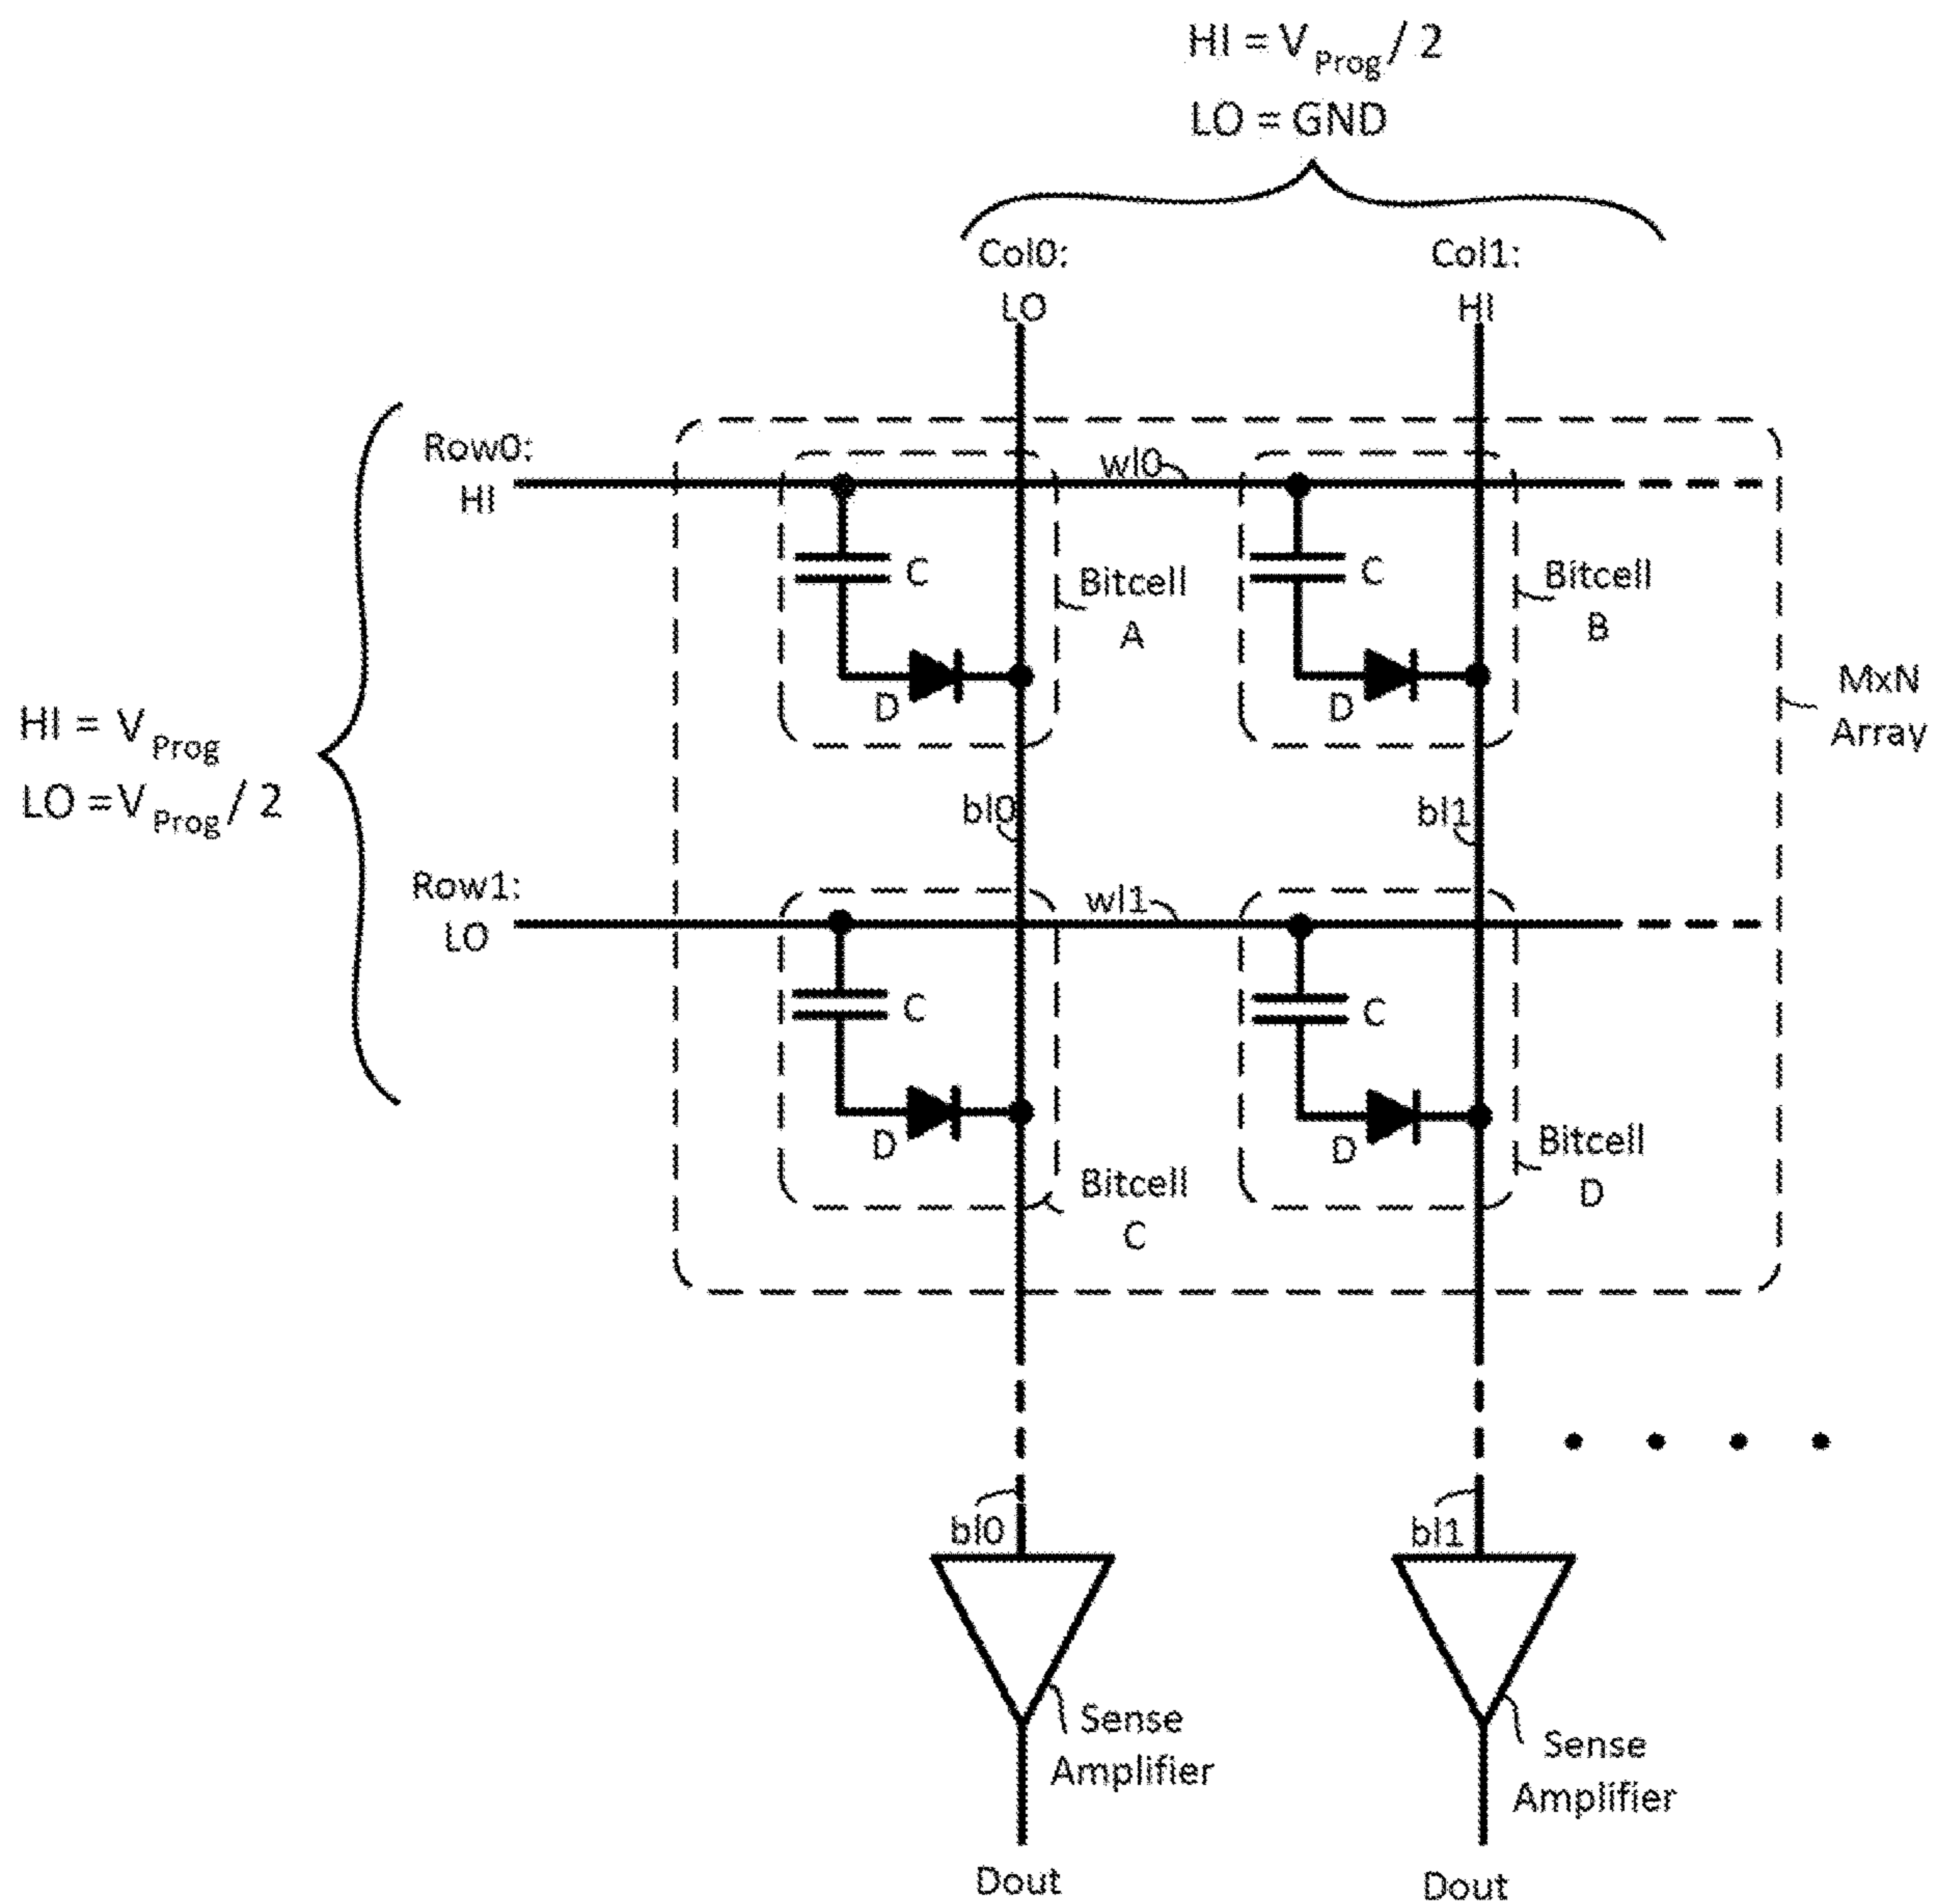 HI = V Prog / 2
LO = GND
Col0:
LO
Col1:
HI
Row0:
HI
wl0
C
Bitcell
A
D
C
Bitcell
B
D
MxN
Array
HI = V Prog
LO = V Prog / 2
bl0
bl1
Row1:
LO
wl1
C
D
Bitcell
C
C
D
Bitcell
D
bl0
bl1
Sense
Amplifier
Sense
Amplifier
Dout
Dout